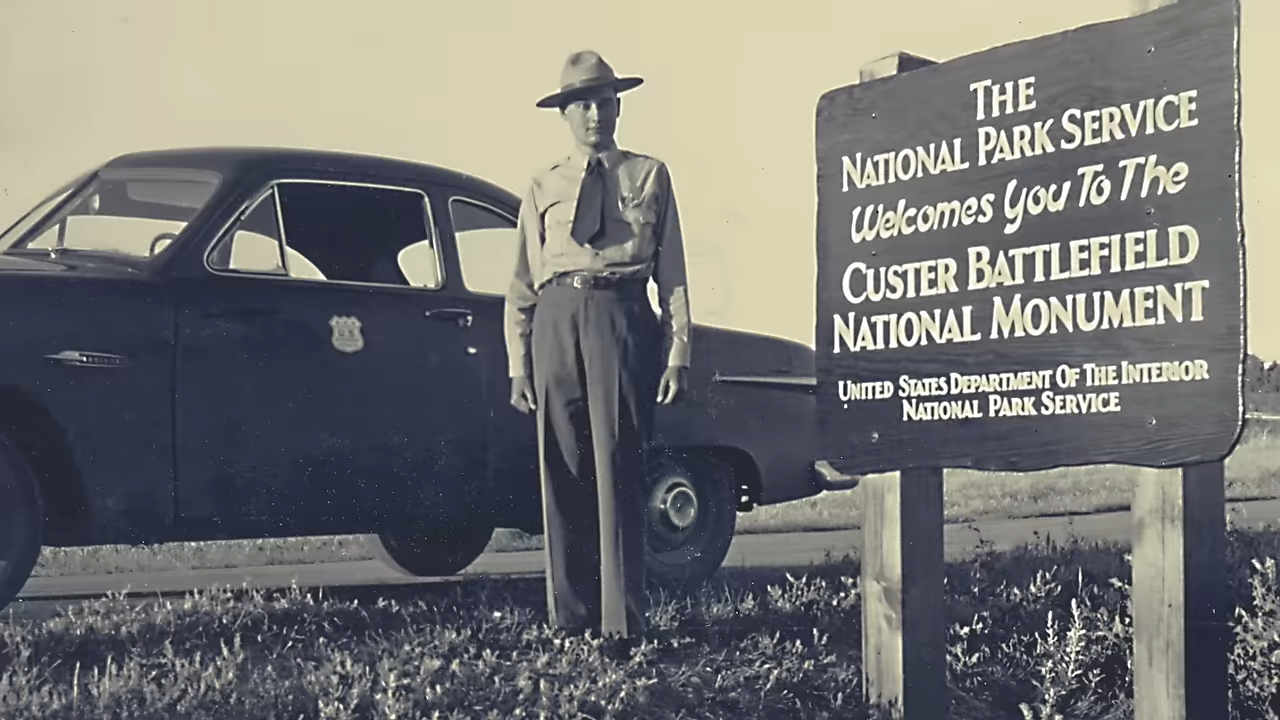 THE
NATIONAL PARK SERVICE
Welcomes You To The
CUSTER BATTLEFIELD
NATIONAL MONUMENT
UNITED STATES DEPARTMENT OF THE INTERIOR
NATIONAL PARK SERVICE